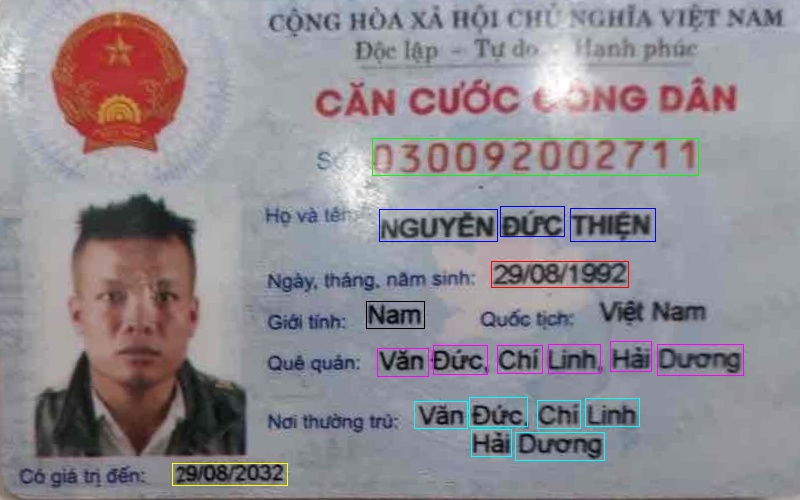 CỘNG HÒA XÃ HỘI CHỦ NGHĨA VIỆT NAM
Độc lập - Tự do - Hạnh phúc
CĂN CƯỚC CÔNG DÂN
Số 030092002711
Họ và tên: NGUYỄN ĐỨC THIỆN
Ngày, tháng, năm sinh: 29/08/1992
Giới tính: Nam Quốc tịch: Việt Nam
Quê quán: Văn Đức, Chí Linh, Hải Dương
Nơi thường trú: Văn Đức, Chí Linh
Hải Dương
Có giá trị đến: 29/08/2032